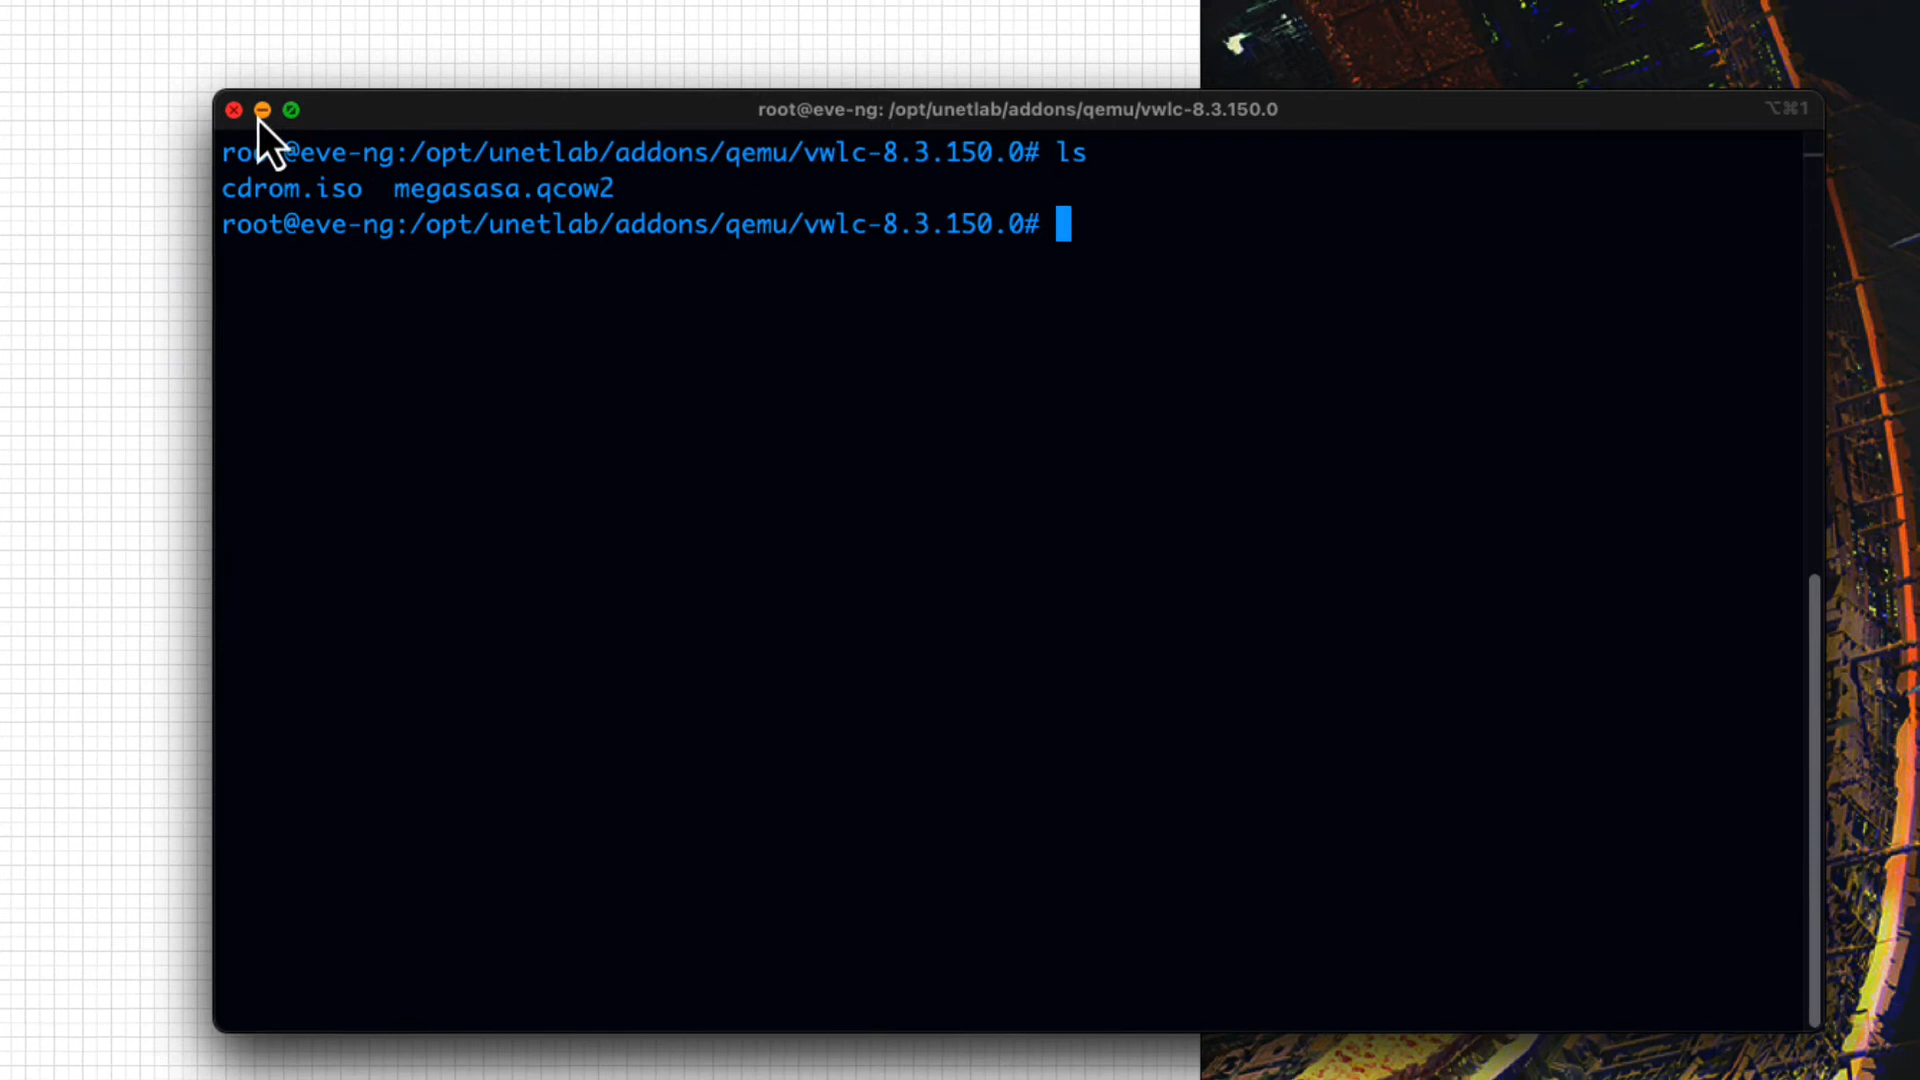 root@eve-ng: /opt/unetlab/addons/qemu/vwlc-8.3.150.0
⌥⌘1
root@eve-ng:/opt/unetlab/addons/qemu/vwlc-8.3.150.0# ls
cdrom.iso  megasasa.qcow2
root@eve-ng:/opt/unetlab/addons/qemu/vwlc-8.3.150.0#